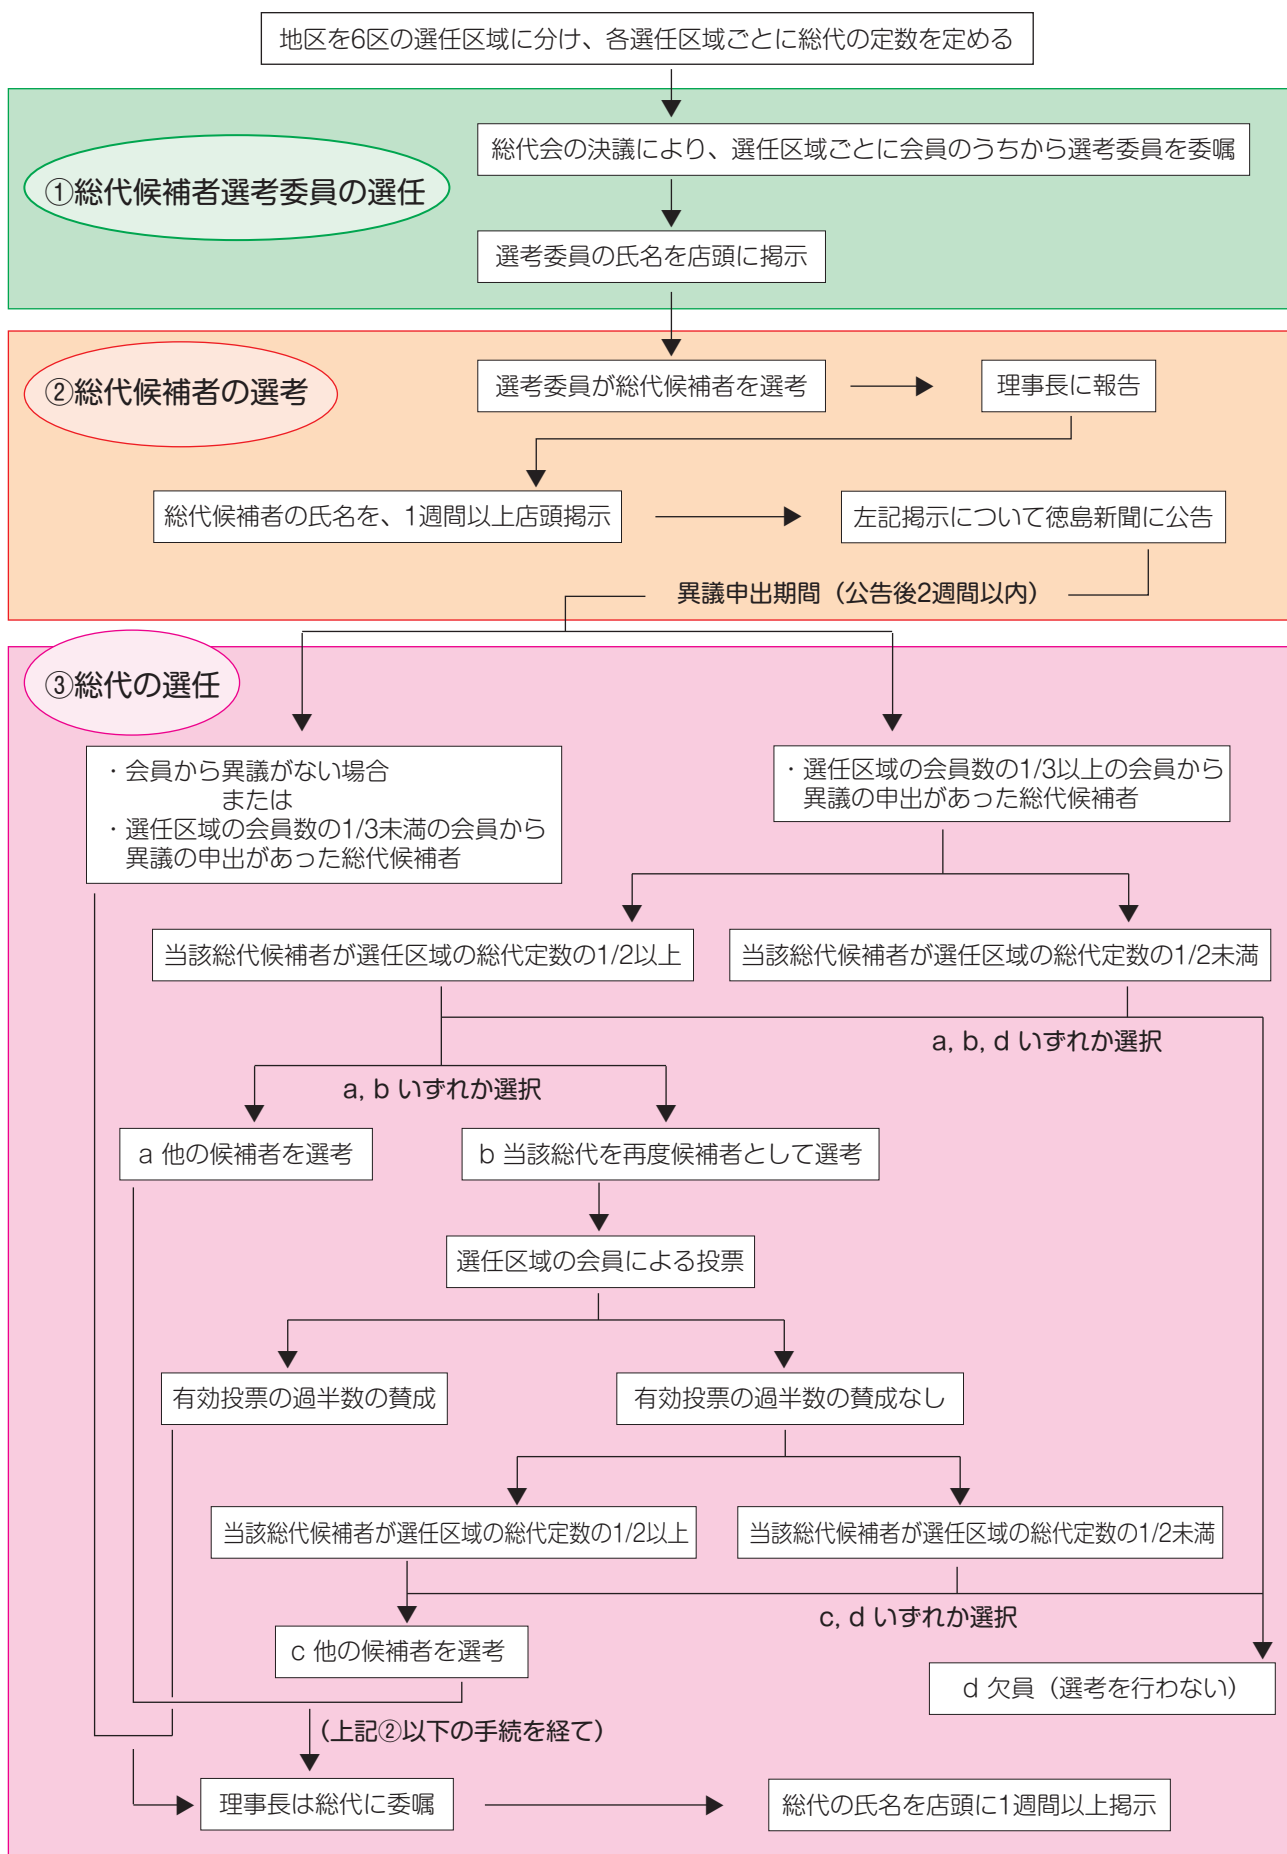 地区を6区の選任区域に分け、各選任区域ごとに総代の定数を定める
①総代候補者選考委員の選任
総代会の決議により、選任区域ごとに会員のうちから選考委員を委嘱
選考委員の氏名を店頭に掲示
②総代候補者の選考
選考委員が総代候補者を選考
理事長に報告
総代候補者の氏名を、1週間以上店頭掲示
左記掲示について徳島新聞に公告
異議申出期間（公告後2週間以内）
③総代の選任
・会員から異議がない場合
または
・選任区域の会員数の1/3未満の会員から
異議の申出があった総代候補者
・選任区域の会員数の1/3以上の会員から
異議の申出があった総代候補者
当該総代候補者が選任区域の総代定数の1/2以上
当該総代候補者が選任区域の総代定数の1/2未満
a, b, d いずれか選択
a, b いずれか選択
a 他の候補者を選考
b 当該総代を再度候補者として選考
選任区域の会員による投票
有効投票の過半数の賛成
有効投票の過半数の賛成なし
当該総代候補者が選任区域の総代定数の1/2以上
当該総代候補者が選任区域の総代定数の1/2未満
c, d いずれか選択
c 他の候補者を選考
d 欠員（選考を行わない）
（上記②以下の手続を経て）
理事長は総代に委嘱
総代の氏名を店頭に1週間以上掲示